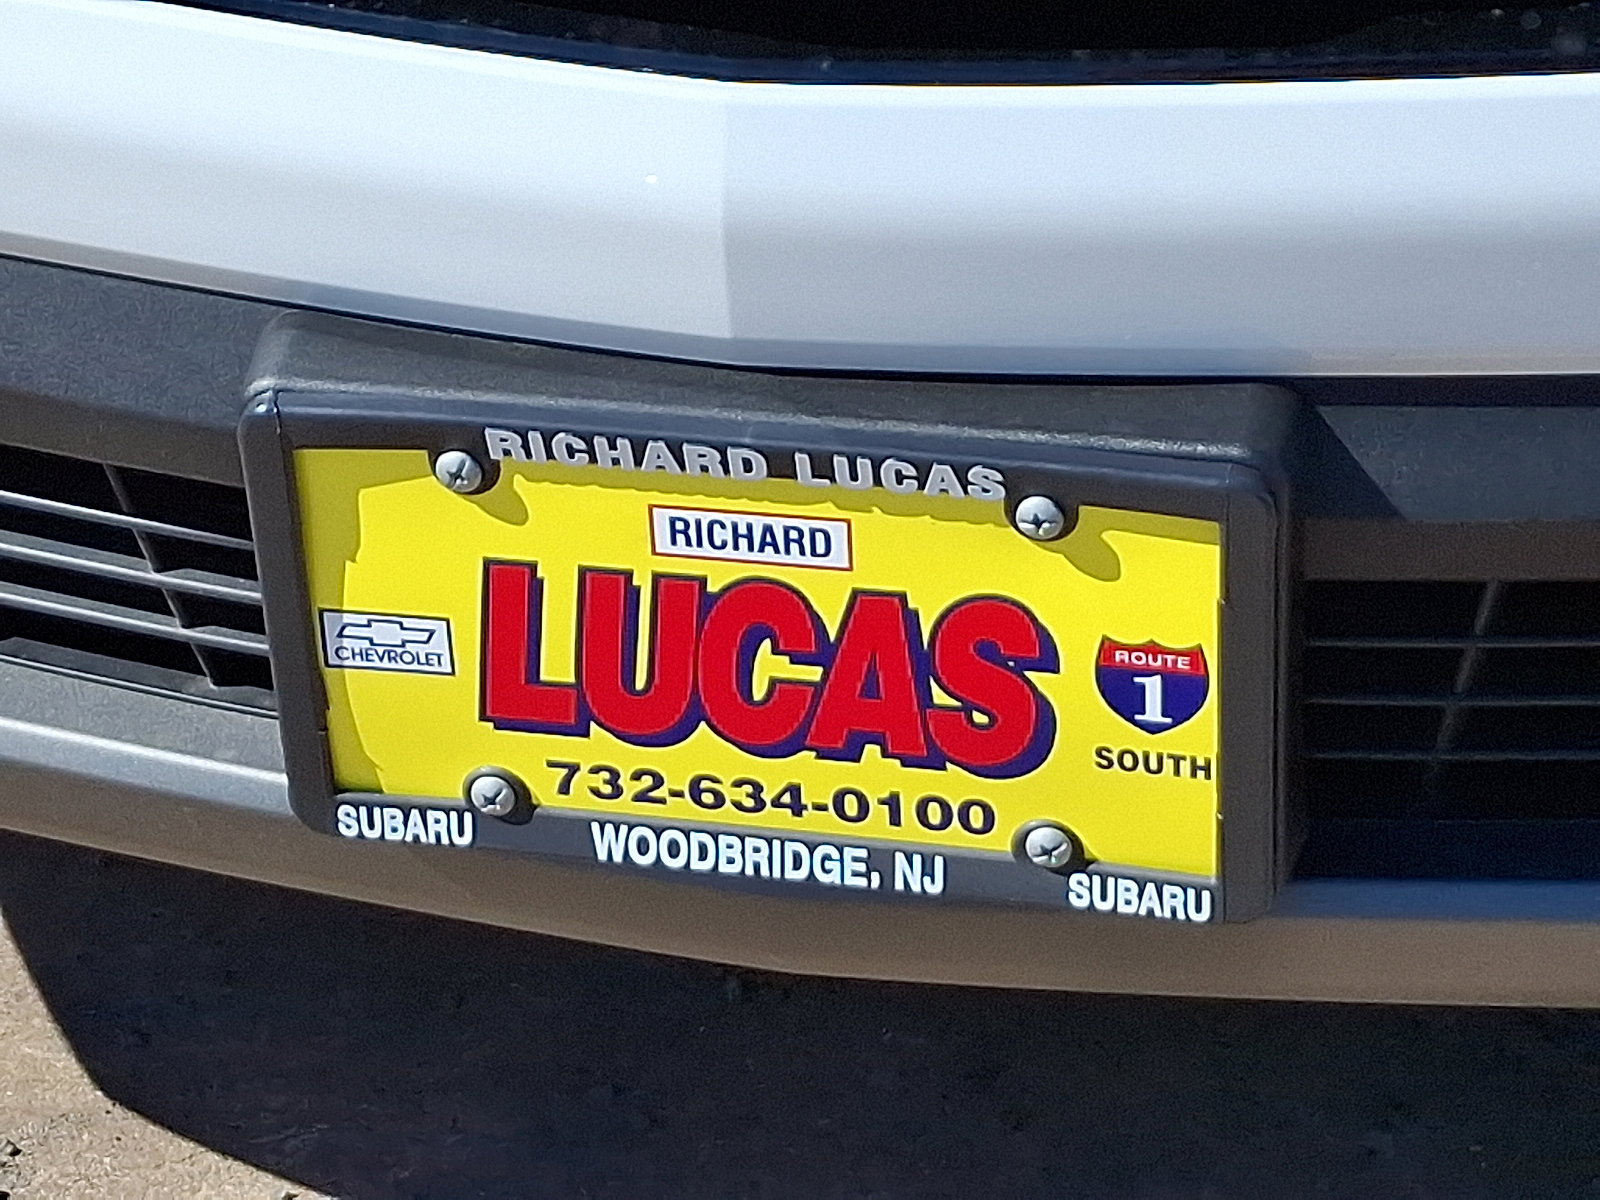 RICHARD LUCAS
RICHARD
LUCAS
CHEVROLET
ROUTE
1
SOUTH
732-634-0100
SUBARU
WOODBRIDGE, NJ
SUBARU